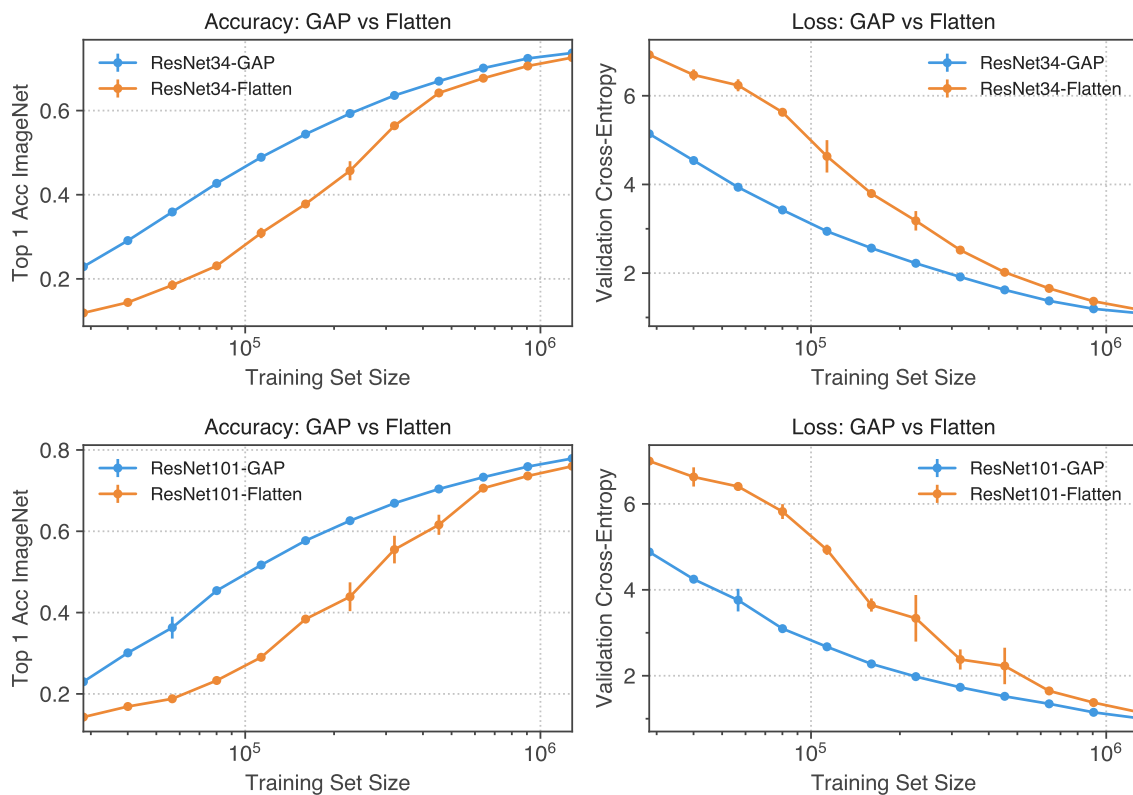 Accuracy: GAP vs Flatten
ResNet34-GAP
ResNet34-Flatten
Top 1 Acc ImageNet
0.6
0.4
0.2
10^5
10^6
Training Set Size
Loss: GAP vs Flatten
ResNet34-GAP
ResNet34-Flatten
Validation Cross-Entropy
6
4
2
10^5
10^6
Training Set Size
Accuracy: GAP vs Flatten
ResNet101-GAP
ResNet101-Flatten
Top 1 Acc ImageNet
0.8
0.6
0.4
0.2
10^5
10^6
Training Set Size
Loss: GAP vs Flatten
ResNet101-GAP
ResNet101-Flatten
Validation Cross-Entropy
6
4
2
10^5
10^6
Training Set Size